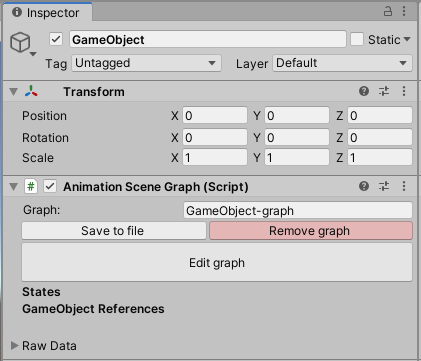 Inspector
GameObject Static
Tag Untagged Layer Default
Transform
Position X 0 Y 0 Z 0
Rotation X 0 Y 0 Z 0
Scale X 1 Y 1 Z 1
# Animation Scene Graph (Script)
Graph: GameObject-graph
Save to file Remove graph
Edit graph
States
GameObject References
Raw Data